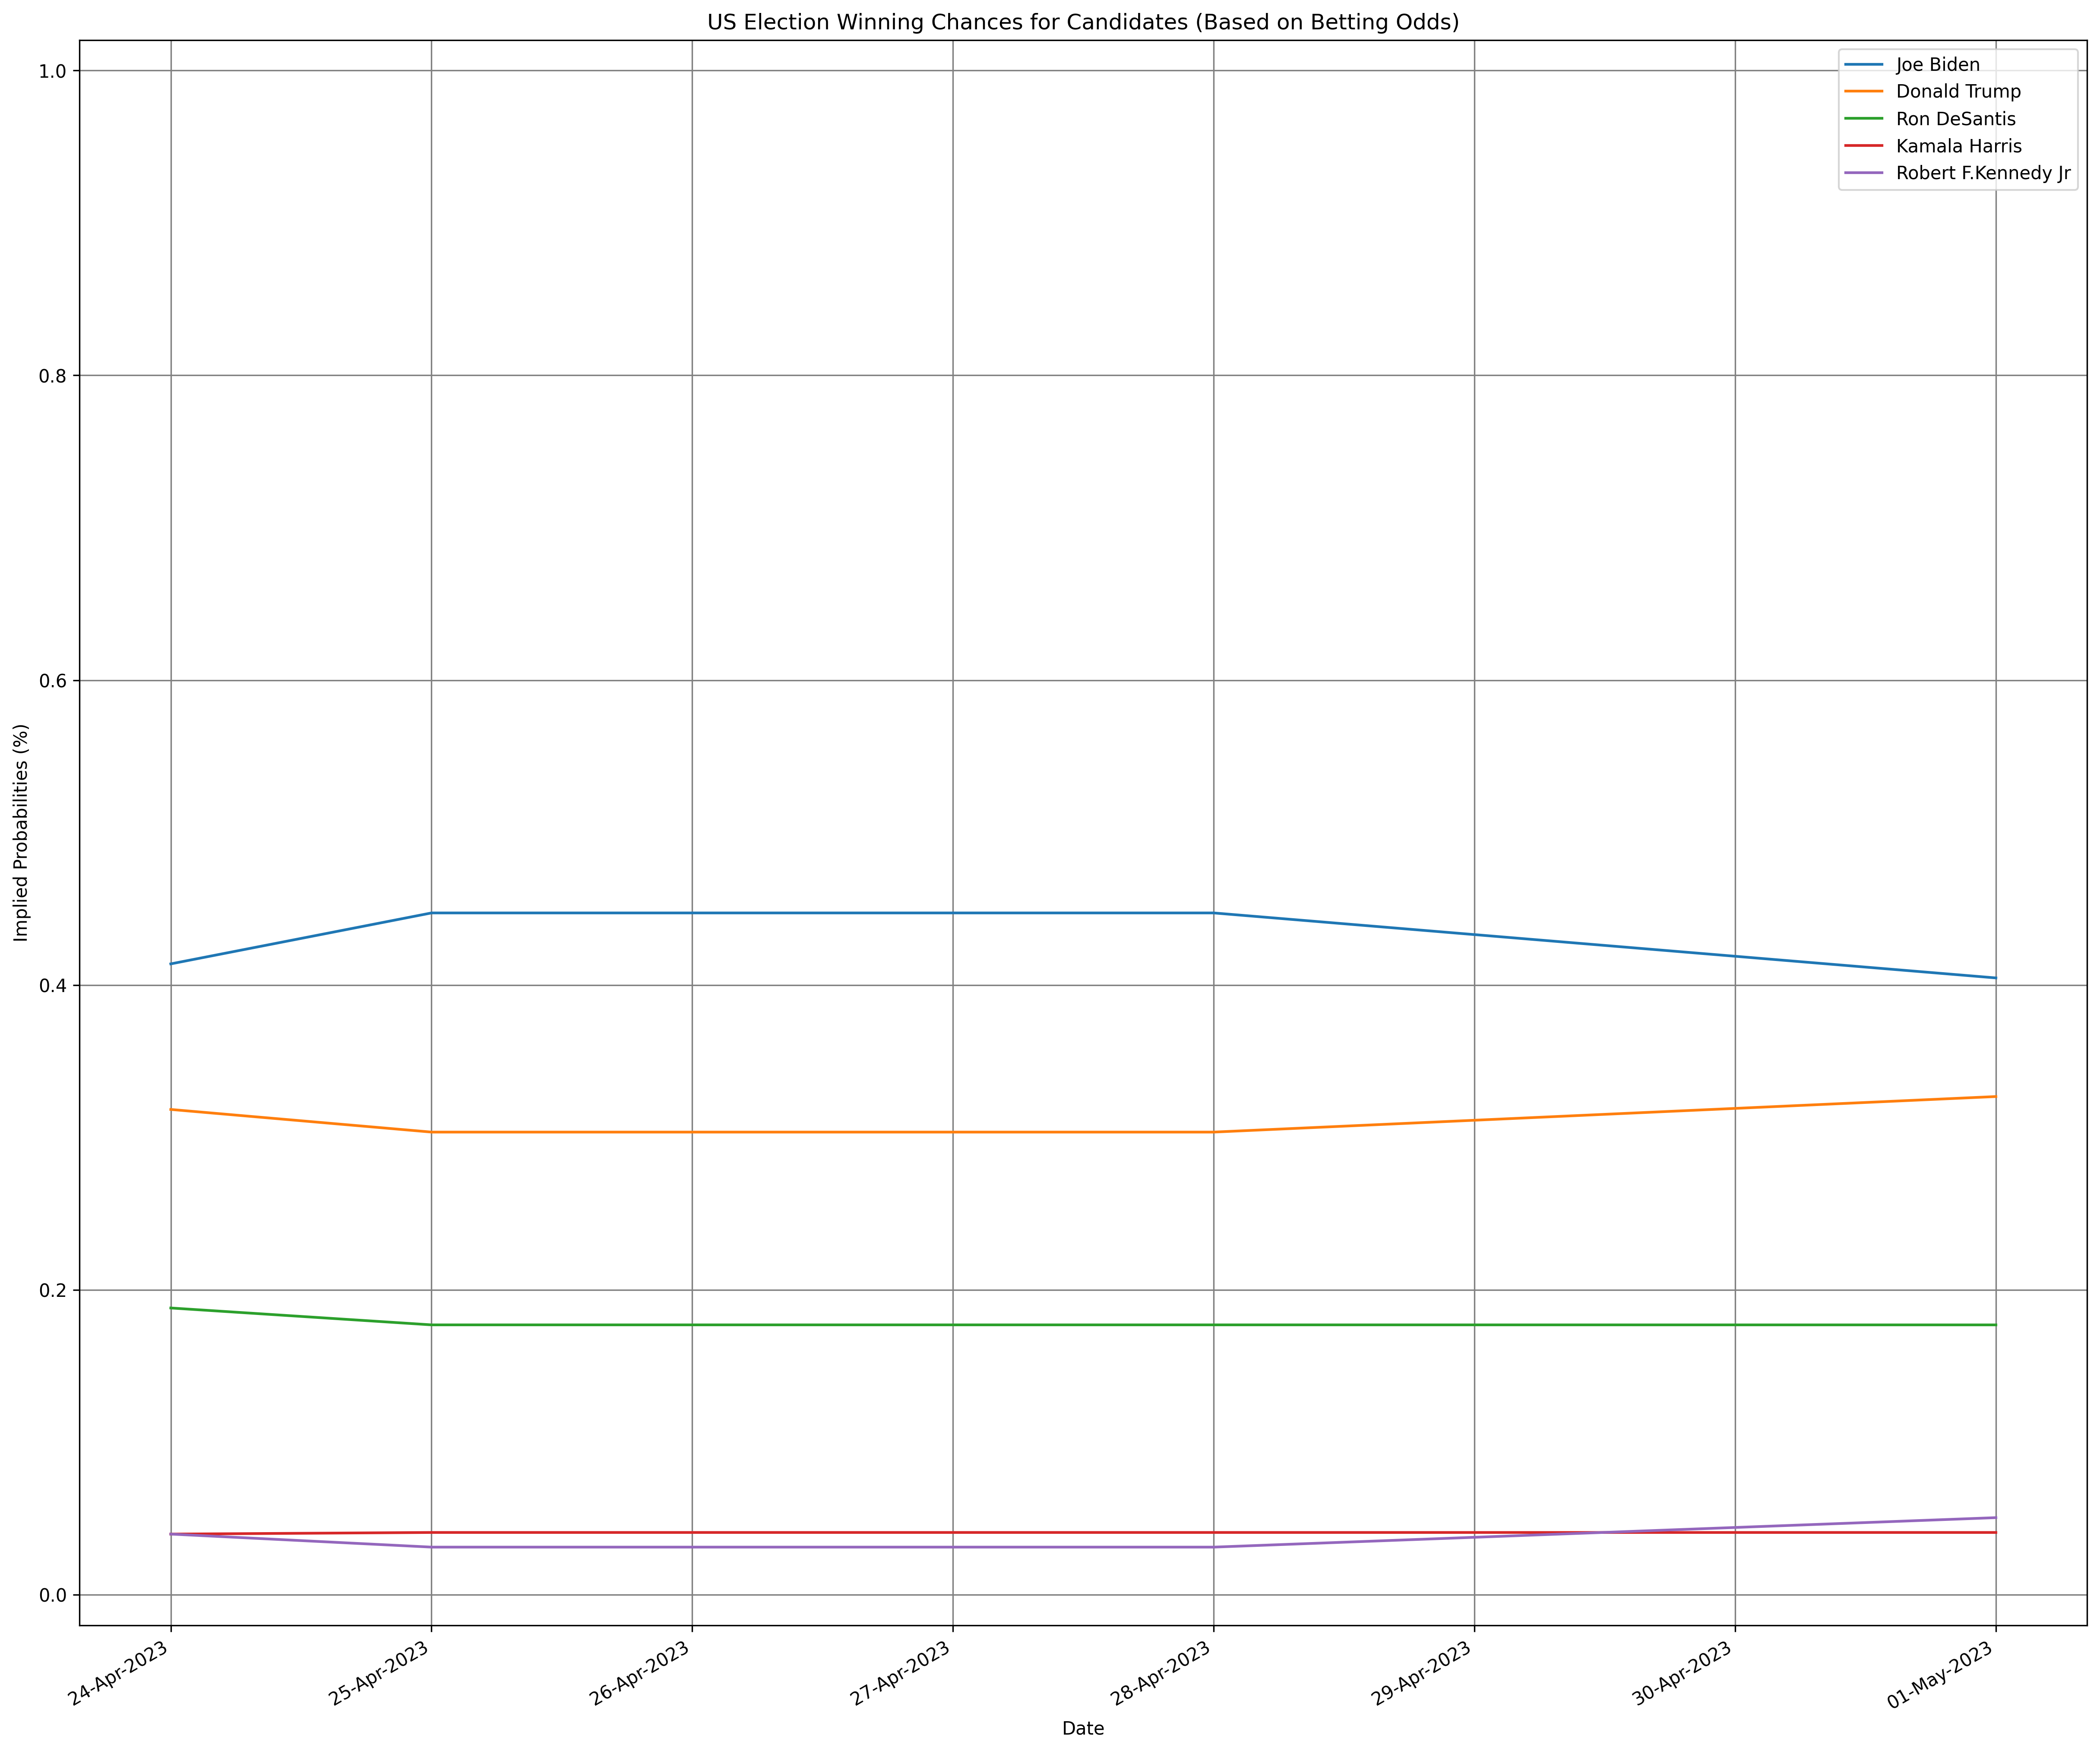 US Election Winning Chances for Candidates (Based on Betting Odds)
Joe Biden
Donald Trump
Ron DeSantis
Kamala Harris
Robert F.Kennedy Jr
Implied Probabilities (%)
1.0
0.8
0.6
0.4
0.2
0.0
24-Apr-2023
25-Apr-2023
26-Apr-2023
27-Apr-2023
28-Apr-2023
29-Apr-2023
30-Apr-2023
01-May-2023
Date